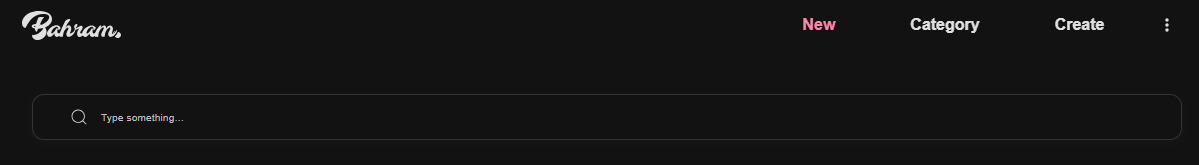 Bahram.
New
Category
Create
Type something...